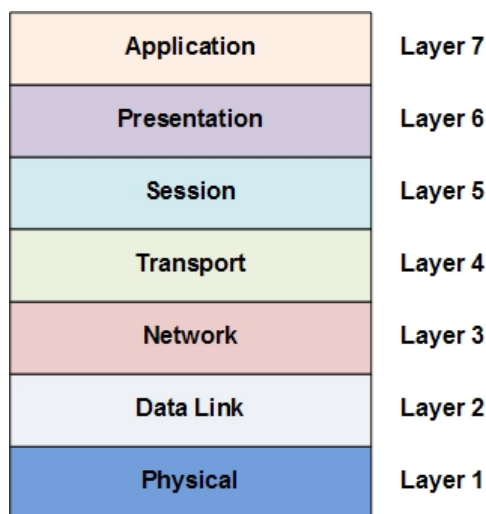 Application Layer 7
Presentation Layer 6
Session Layer 5
Transport Layer 4
Network Layer 3
Data Link Layer 2
Physical Layer 1